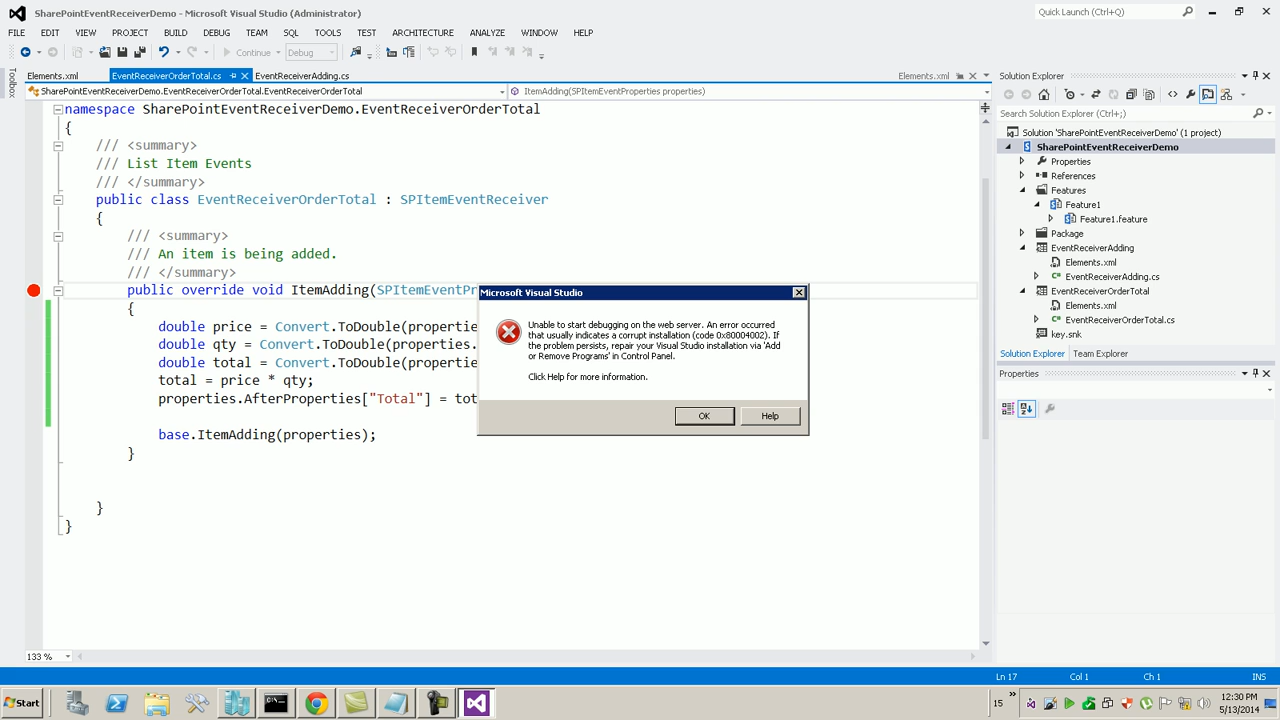 SharePointEventReceiverDemo - Microsoft Visual Studio (Administrator)
Quick Launch (Ctrl+Q)
FILE EDIT VIEW PROJECT BUILD DEBUG TEAM SQL TOOLS TEST ARCHITECTURE ANALYZE WINDOW HELP
Continue Debug
Toolbox
Elements.xml EventReceiverOrderTotal.cs EventReceiverAdding.cs Elements.xml
SharePointEventReceiverDemo.EventReceiverOrderTotal.EventReceiverOrderTotal ItemAdding(SPItemEventProperties properties)
namespace SharePointEventReceiverDemo.EventReceiverOrderTotal
{
/// <summary>
/// List Item Events
/// </summary>
public class EventReceiverOrderTotal : SPItemEventReceiver
{
/// <summary>
/// An item is being added.
/// </summary>
public override void ItemAdding(SPItemEventPr
{
double price = Convert.ToDouble(propertie
double qty = Convert.ToDouble(properties.
double total = Convert.ToDouble(propertie
total = price * qty;
properties.AfterProperties["Total"] = tot
base.ItemAdding(properties);
}
}
}
133 %
Microsoft Visual Studio
Unable to start debugging on the web server. An error occurred
that usually indicates a corrupt installation (code 0x80004002). If
the problem persists, repair your Visual Studio installation via 'Add
or Remove Programs' in Control Panel.
Click Help for more information.
OK Help
Solution Explorer
Search Solution Explorer (Ctrl+;)
Solution 'SharePointEventReceiverDemo' (1 project)
SharePointEventReceiverDemo
Properties
References
Features
Feature1
Feature1.feature
Package
EventReceiverAdding
Elements.xml
EventReceiverAdding.cs
EventReceiverOrderTotal
Elements.xml
EventReceiverOrderTotal.cs
key.snk
Solution Explorer Team Explorer
Properties
Ln 17 Col 1 Ch 1 INS
Start
15
12:30 PM
5/13/2014